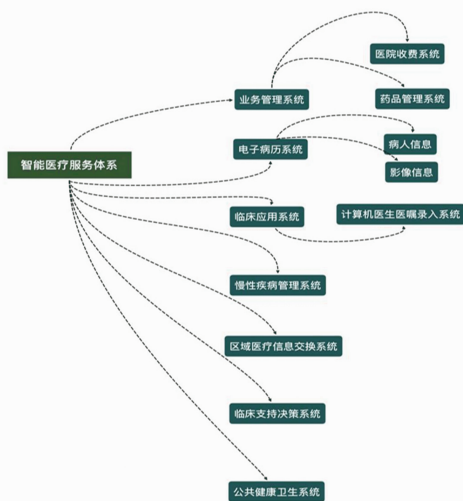 医院收费系统
业务管理系统
药品管理系统
电子病历系统
病人信息
智能医疗服务体系
影像信息
临床应用系统
计算机医生医嘱录入系统
慢性疾病管理系统
区域医疗信息交换系统
临床支持决策系统
公共健康卫生系统